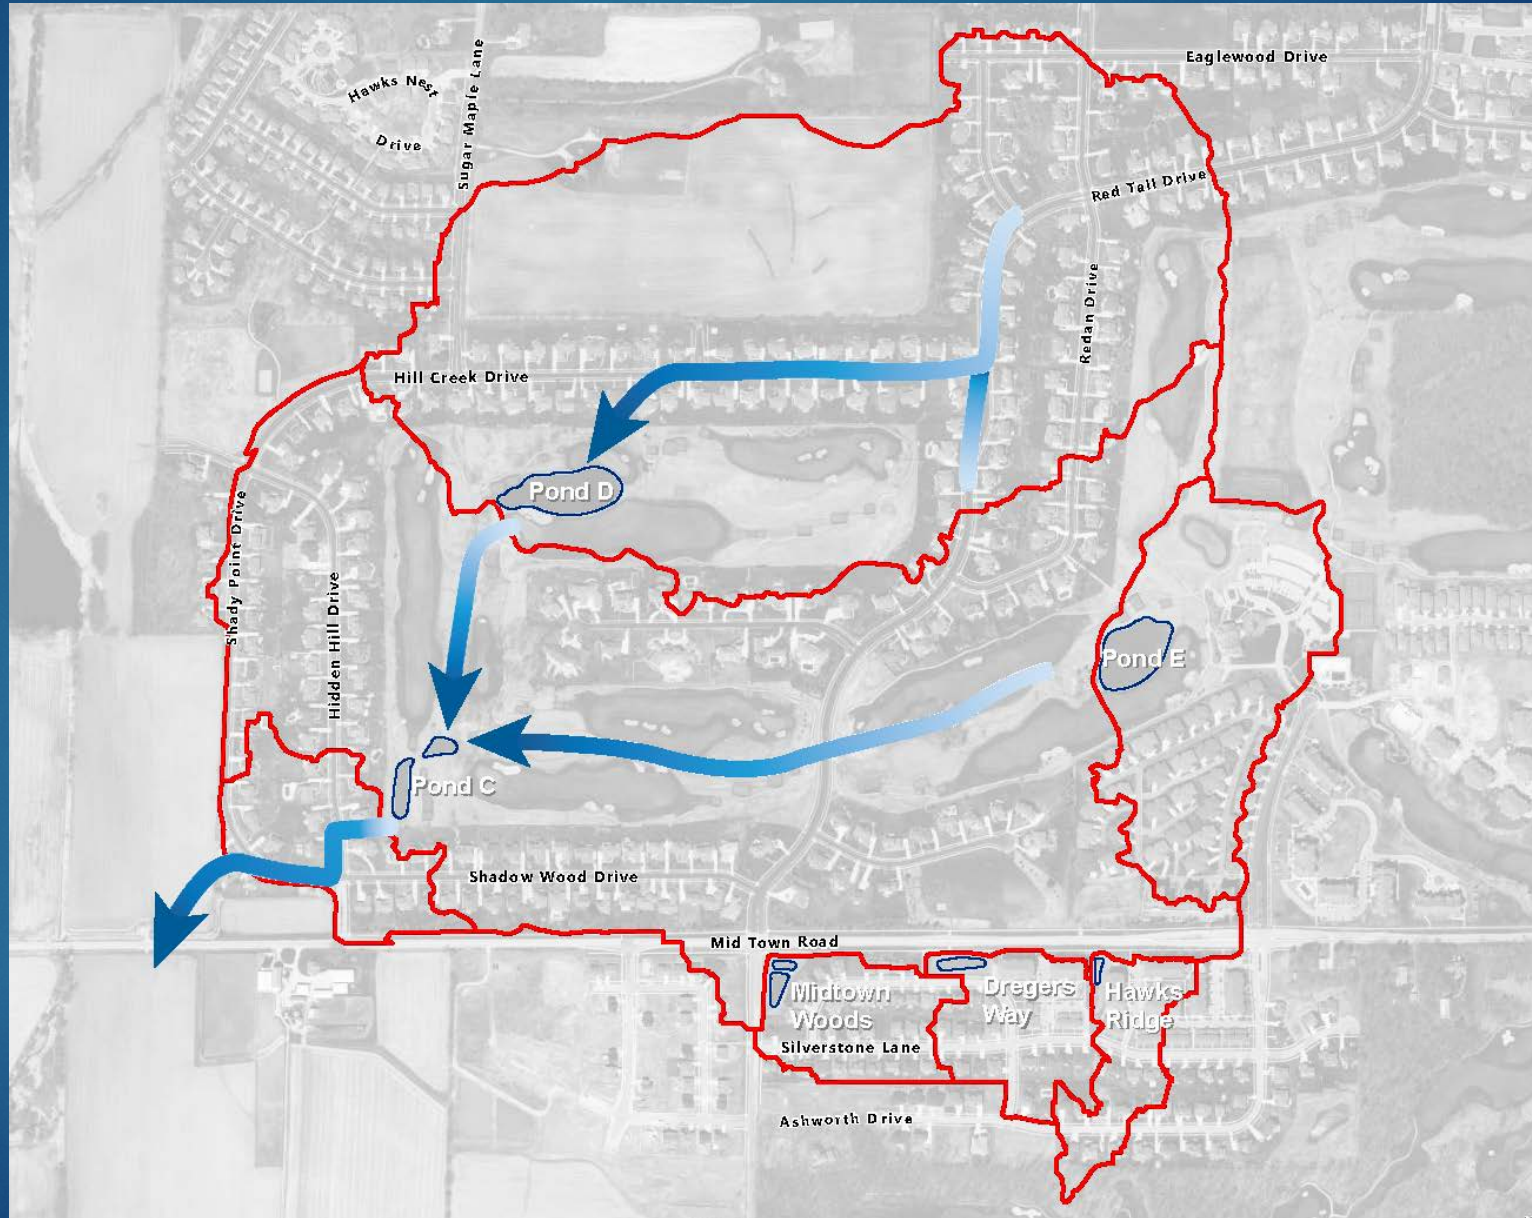 Eaglewood Drive
Hawks Nest
Drive
Sugar Maple Lane
Red Tail Drive
Redan Drive
Hill Creek Drive
Pond D
Shady Point Drive
Hidden Hill Drive
Pond E
Pond C
Shadow Wood Drive
Mid Town Road
Midtown
Woods
Dregers
Way
Hawks
Ridge
Silverstone Lane
Ashworth Drive